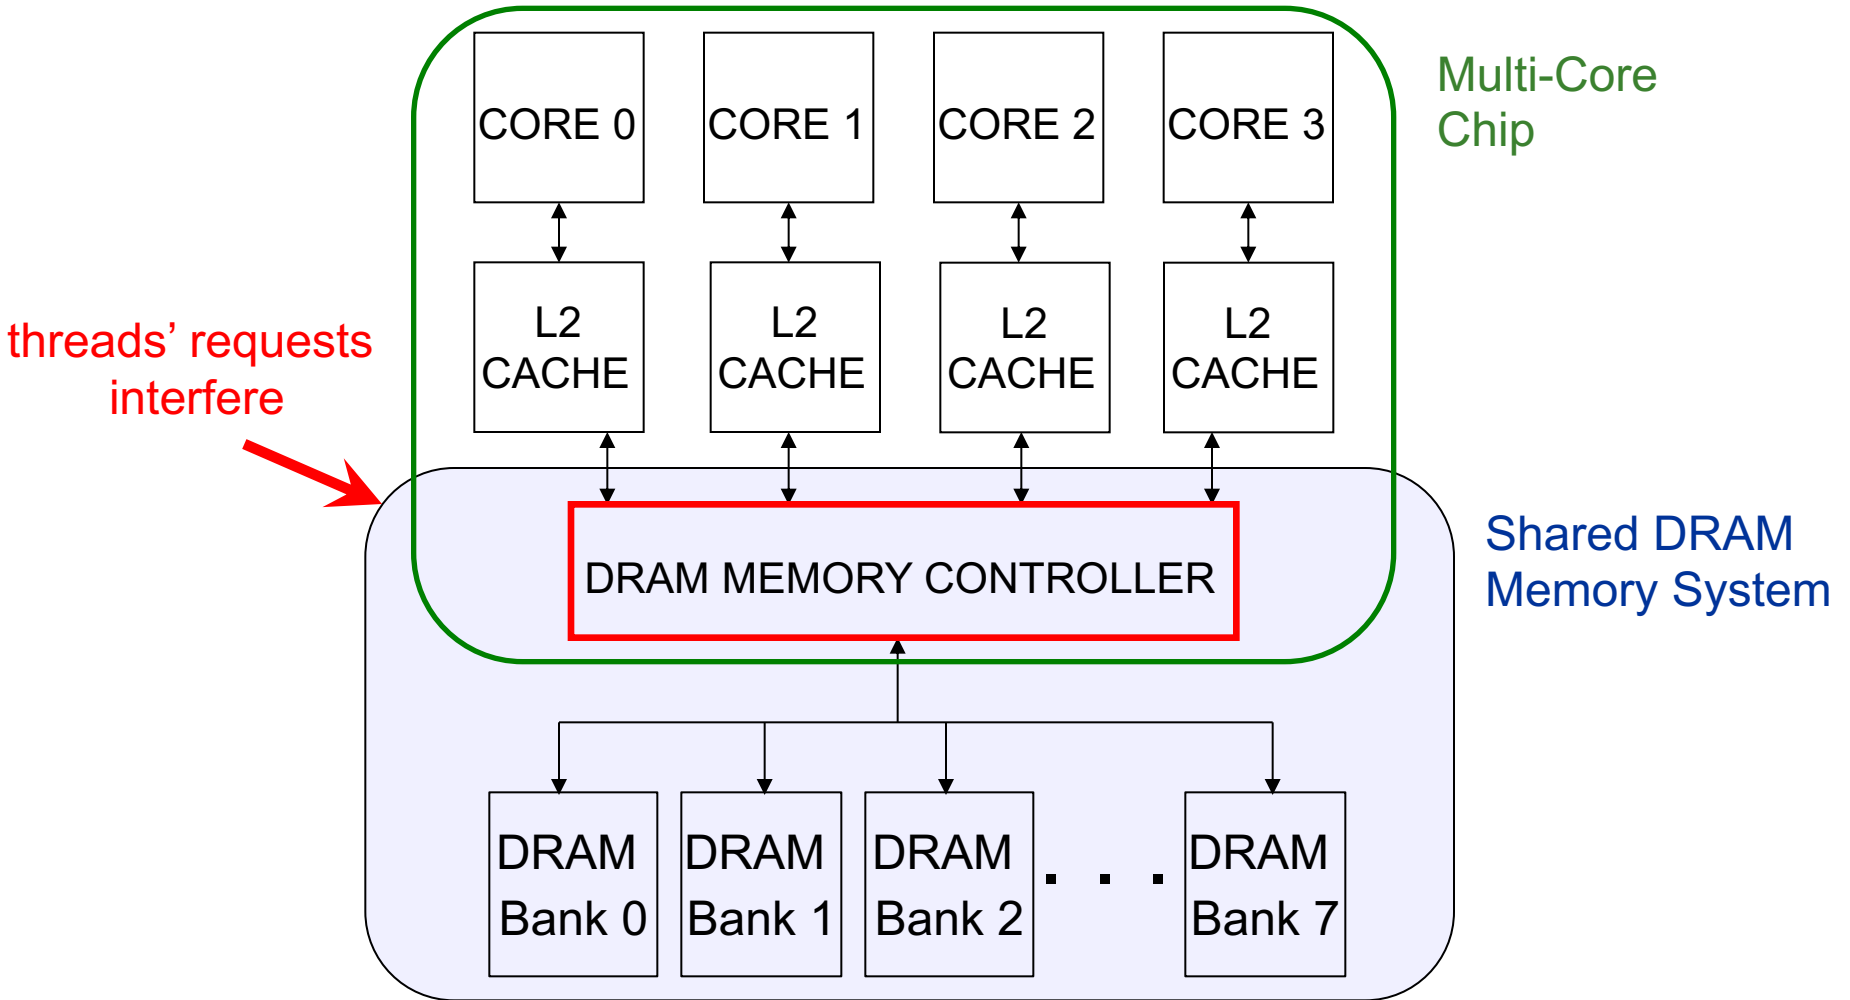 CORE 0
CORE 1
CORE 2
CORE 3
Multi-Core
Chip
L2
CACHE
L2
CACHE
L2
CACHE
L2
CACHE
threads’ requests
interfere
DRAM MEMORY CONTROLLER
Shared DRAM
Memory System
DRAM
Bank 0
DRAM
Bank 1
DRAM
Bank 2
. . .
DRAM
Bank 7